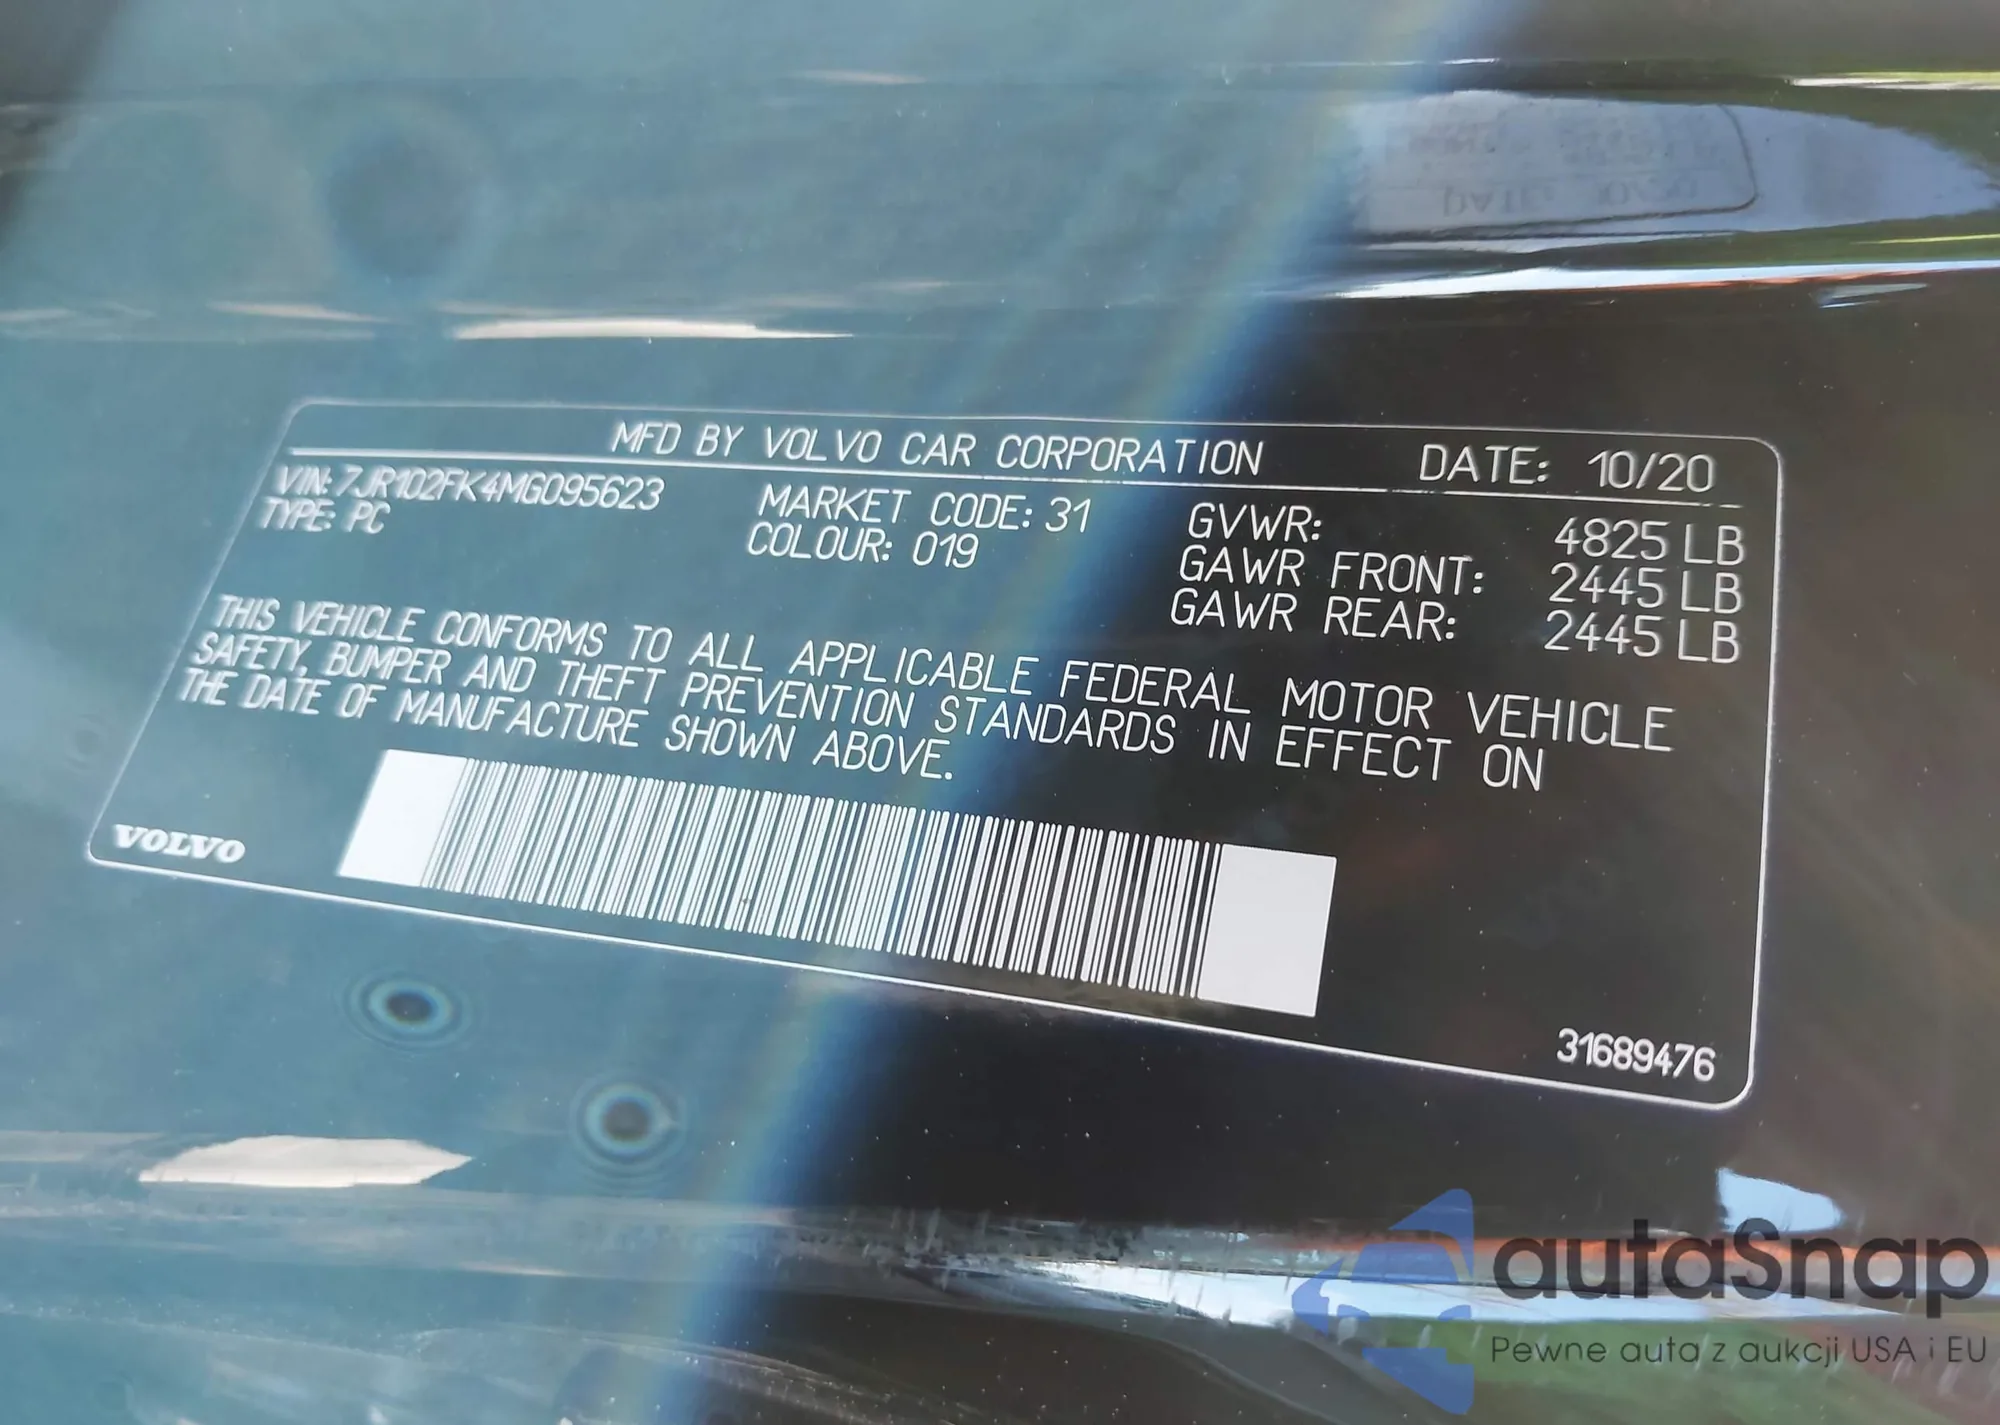 MFD BY VOLVO CAR CORPORATION DATE: 10/20
VIN: 7JR102FK4MG095623 MARKET CODE: 31 GVWR: 4825 LB
TYPE: PC COLOUR: 019 GAWR FRONT: 2445 LB
GAWR REAR: 2445 LB
THIS VEHICLE CONFORMS TO ALL APPLICABLE FEDERAL MOTOR VEHICLE
SAFETY, BUMPER AND THEFT PREVENTION STANDARDS IN EFFECT ON
THE DATE OF MANUFACTURE SHOWN ABOVE.
VOLVO
31689476
autaSnap
Pewne auta z aukcji USA i EU